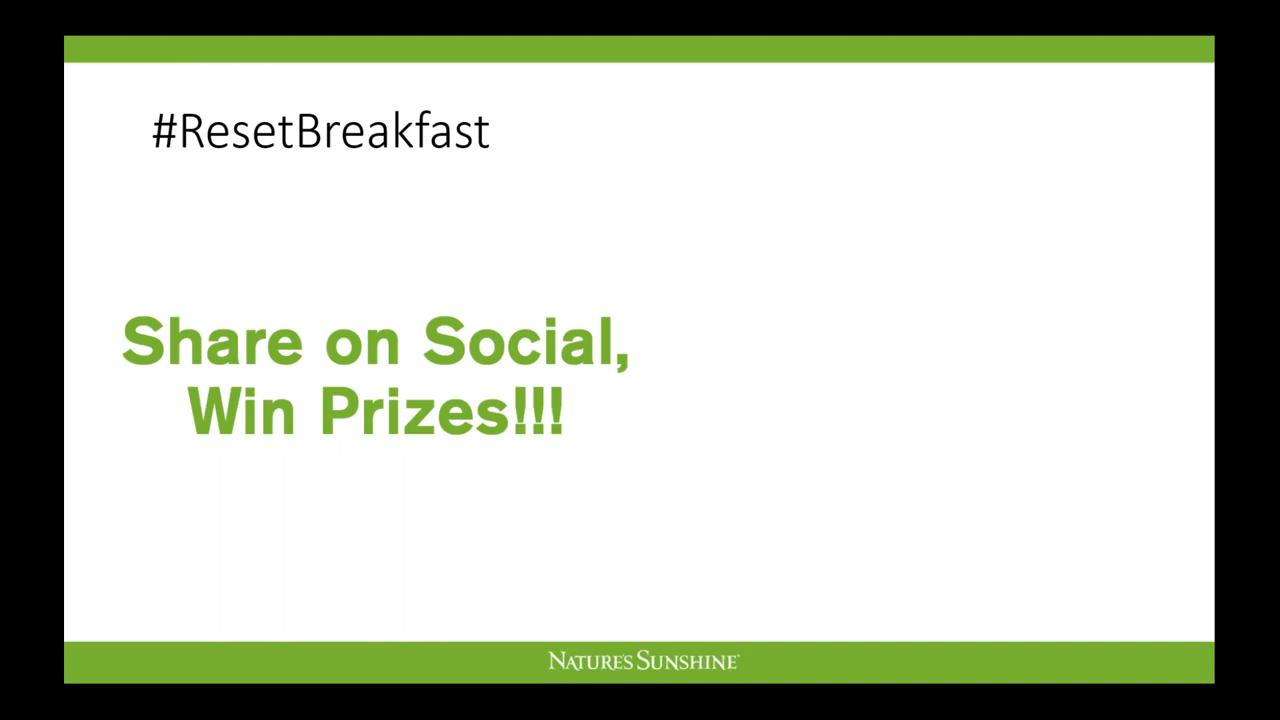 #ResetBreakfast
Share on Social,
Win Prizes!!!
NATURE'S SUNSHINE